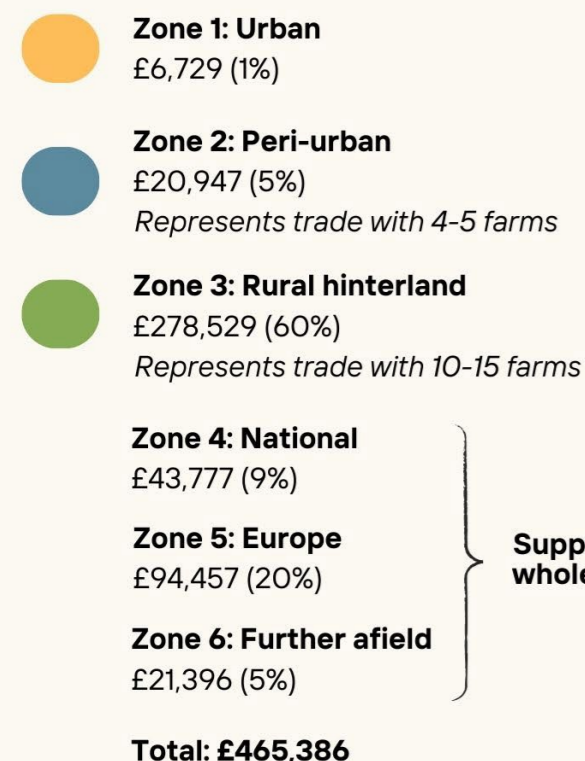 Zone 1: Urban
£6,729 (1%)
Zone 2: Peri-urban
£20,947 (5%)
Represents trade with 4-5 farms
Zone 3: Rural hinterland
£278,529 (60%)
Represents trade with 10-15 farms
Zone 4: National
£43,777 (9%)
Zone 5: Europe
£94,457 (20%)
Zone 6: Further afield
£21,396 (5%)
Total: £465,386